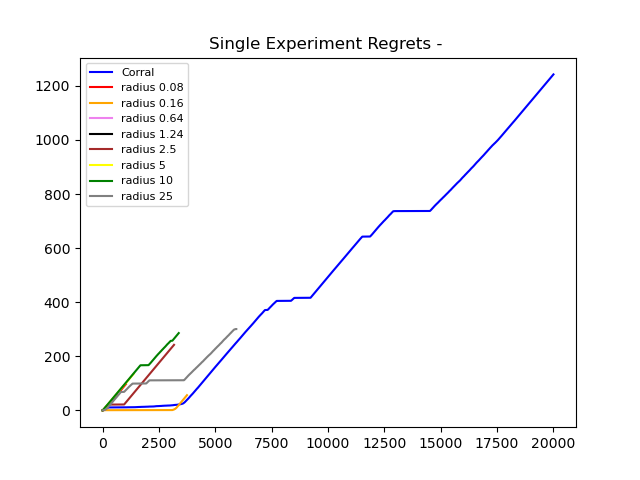 Single Experiment Regrets -
Corral
radius 0.08
radius 0.16
radius 0.64
radius 1.24
radius 2.5
radius 5
radius 10
radius 25
1200
1000
800
600
400
200
0
0 2500 5000 7500 10000 12500 15000 17500 20000